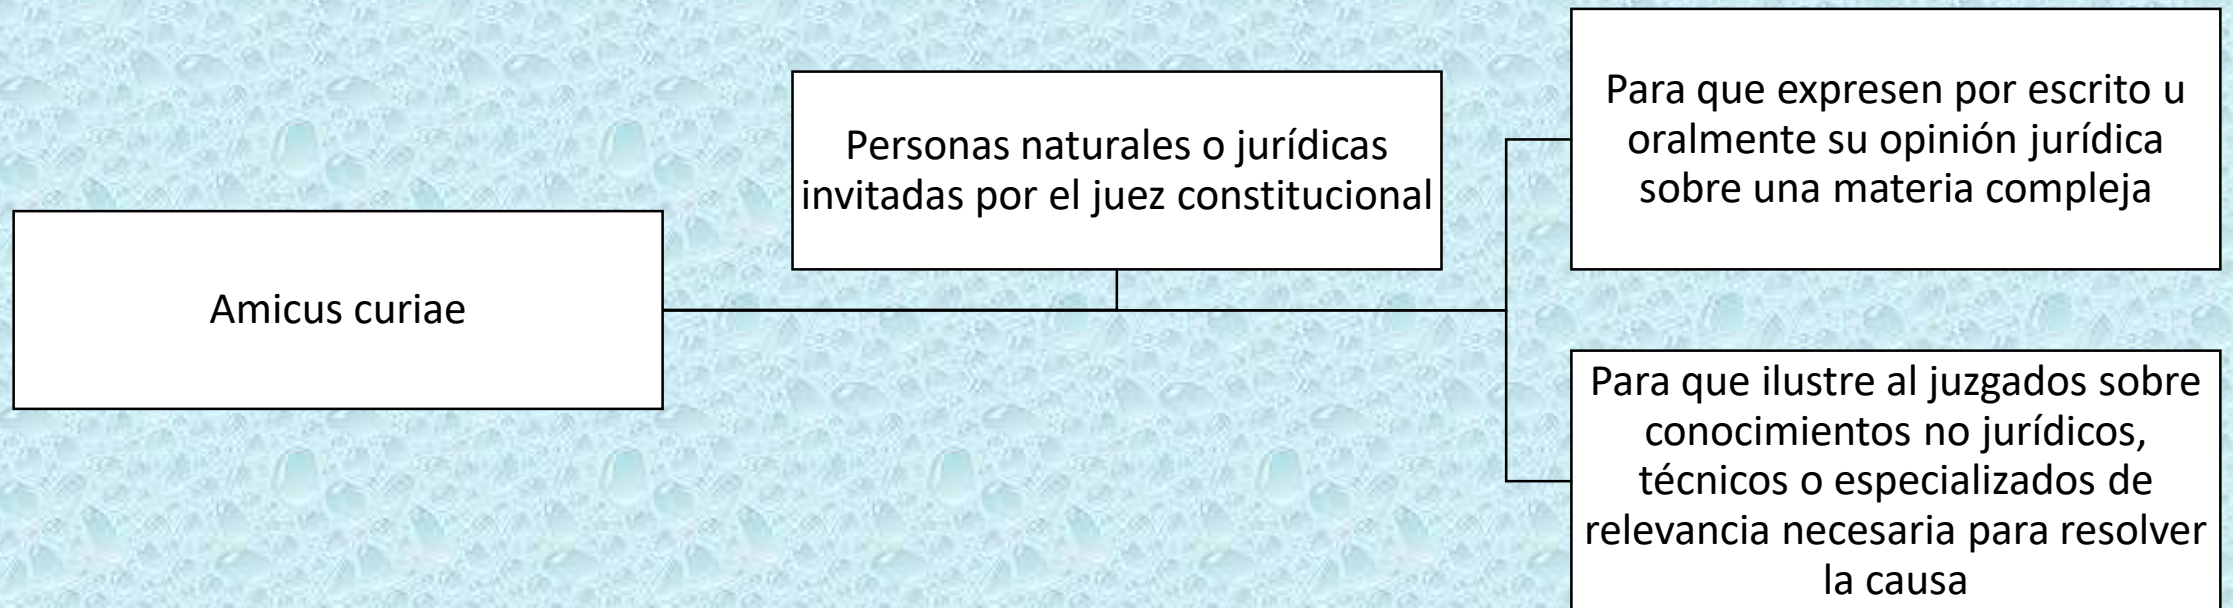 Amicus curiae
Personas naturales o jurídicas
invitadas por el juez constitucional
Para que expresen por escrito u
oralmente su opinión jurídica
sobre una materia compleja
Para que ilustre al juzgados sobre
conocimientos no jurídicos,
técnicos o especializados de
relevancia necesaria para resolver
la causa